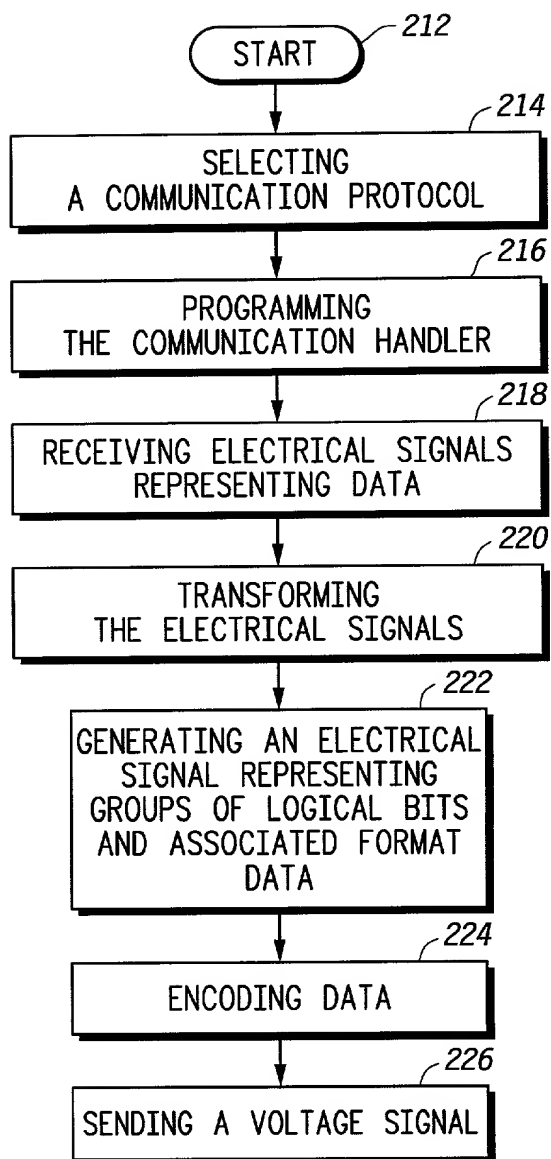 212
START
214
SELECTING
A COMMUNICATION PROTOCOL
216
PROGRAMMING
THE COMMUNICATION HANDLER
218
RECEIVING ELECTRICAL SIGNALS
REPRESENTING DATA
220
TRANSFORMING
THE ELECTRICAL SIGNALS
222
GENERATING AN ELECTRICAL
SIGNAL REPRESENTING
GROUPS OF LOGICAL BITS
AND ASSOCIATED FORMAT
DATA
224
ENCODING DATA
226
SENDING A VOLTAGE SIGNAL